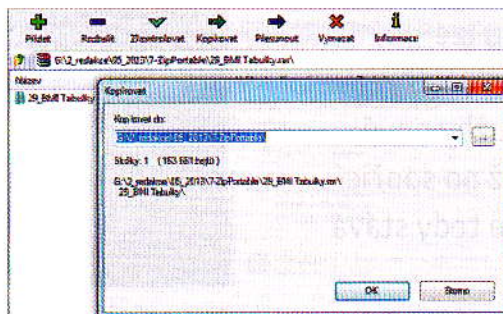 Přidat Rozbalit Zkontrolovat Kopírovat Přesunout Vymazat Informace
G:\2_redakce\05_2013\7-ZipPortable\29_BMI Tabulky.rar\
Název
29_BMI Tabulky
Kopírovat
Kopírovat do:
G:\2_redakce\05_2013\7-ZipPortable\
Složky: 1 (153 551 bajtů)
G:\2_redakce\05_2013\7-ZipPortable\29_BMI Tabulky.rar\
29_BMI Tabulky\
OK Storno